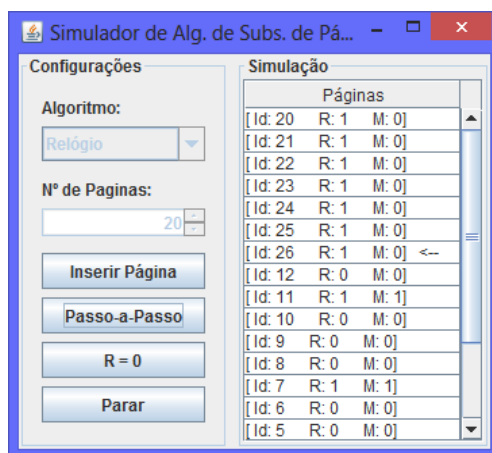 Simulador de Alg. de Subs. de Pá...
Configurações
Algoritmo:
Relógio
Nº de Paginas:
20
Inserir Página
Passo-a-Passo
R = 0
Parar
Simulação
Páginas
[ Id: 20 R: 1 M: 0]
[ Id: 21 R: 1 M: 0]
[ Id: 22 R: 1 M: 0]
[ Id: 23 R: 1 M: 0]
[ Id: 24 R: 1 M: 0]
[ Id: 25 R: 1 M: 0]
[ Id: 26 R: 1 M: 0] <--
[ Id: 12 R: 0 M: 0]
[ Id: 11 R: 1 M: 1]
[ Id: 10 R: 0 M: 0]
[ Id: 9 R: 0 M: 0]
[ Id: 8 R: 0 M: 0]
[ Id: 7 R: 1 M: 1]
[ Id: 6 R: 0 M: 0]
[ Id: 5 R: 0 M: 0]